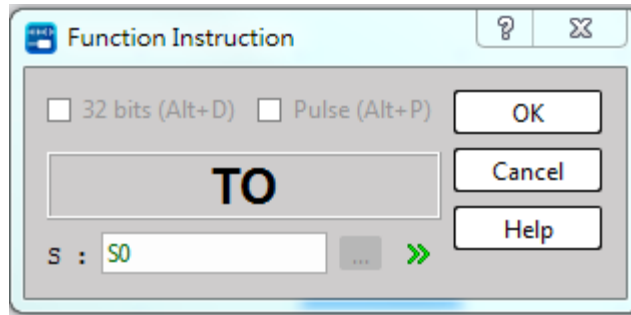 Function Instruction
32 bits (Alt+D) Pulse (Alt+P) OK
TO
Cancel
S : S0 ...
Help